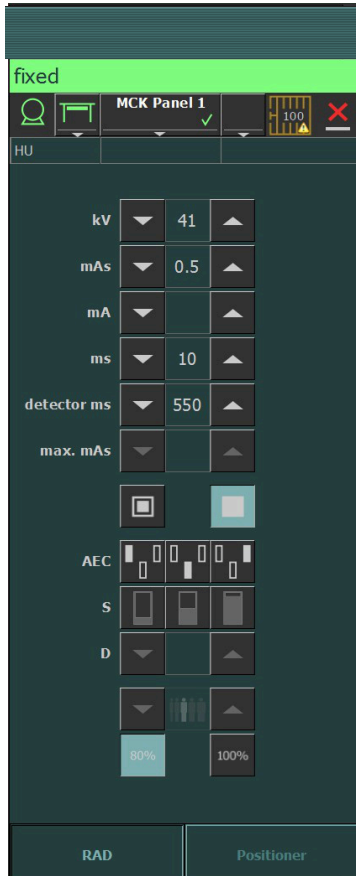 fixed
MCK Panel 1
100
HU
kV 41
mAs 0.5
mA
ms 10
detector ms 550
max. mAs
AEC
S
D
80% 100%
RAD Positioner